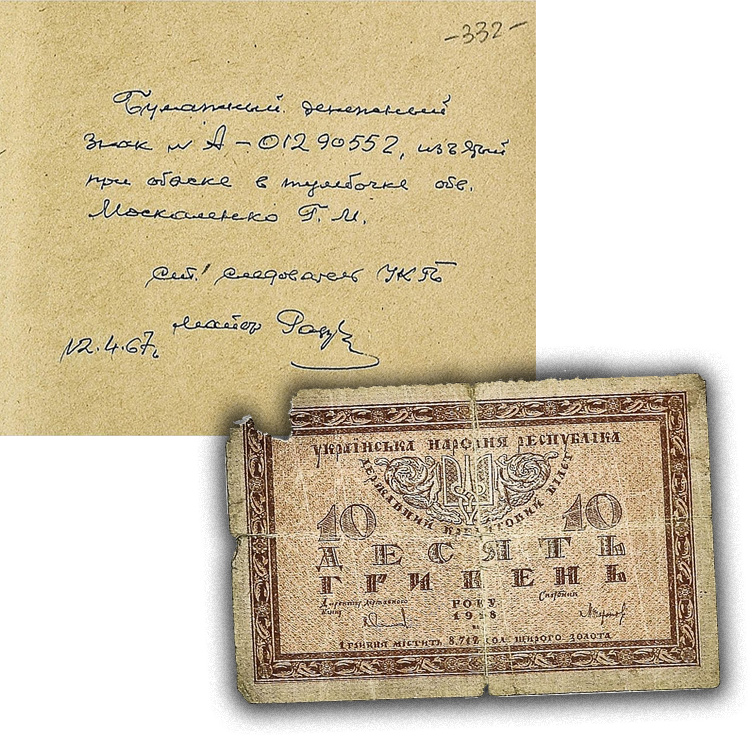 -332-
Бумажный денежный
знак № А-01290552, изъятый
при обыске в тумбочке обв.
Москаленко Г. М.
Ст. следователь УКГБ
майор
12.4.67г.
УКРАЇНСЬКА НАРОДНЯ РЕСПУБЛІКА
ДЕРЖАВНИЙ КРЕДИТОВИЙ БІЛЕТ
10 10
ДЕСЯТЬ
ГРИВЕНЬ
Директор Державного Скарбник
РОКУ
1918
1 ГРИВНЯ МІСТИТЬ 8,712 ДОЛ. ЩИРОГО ЗОЛОТА